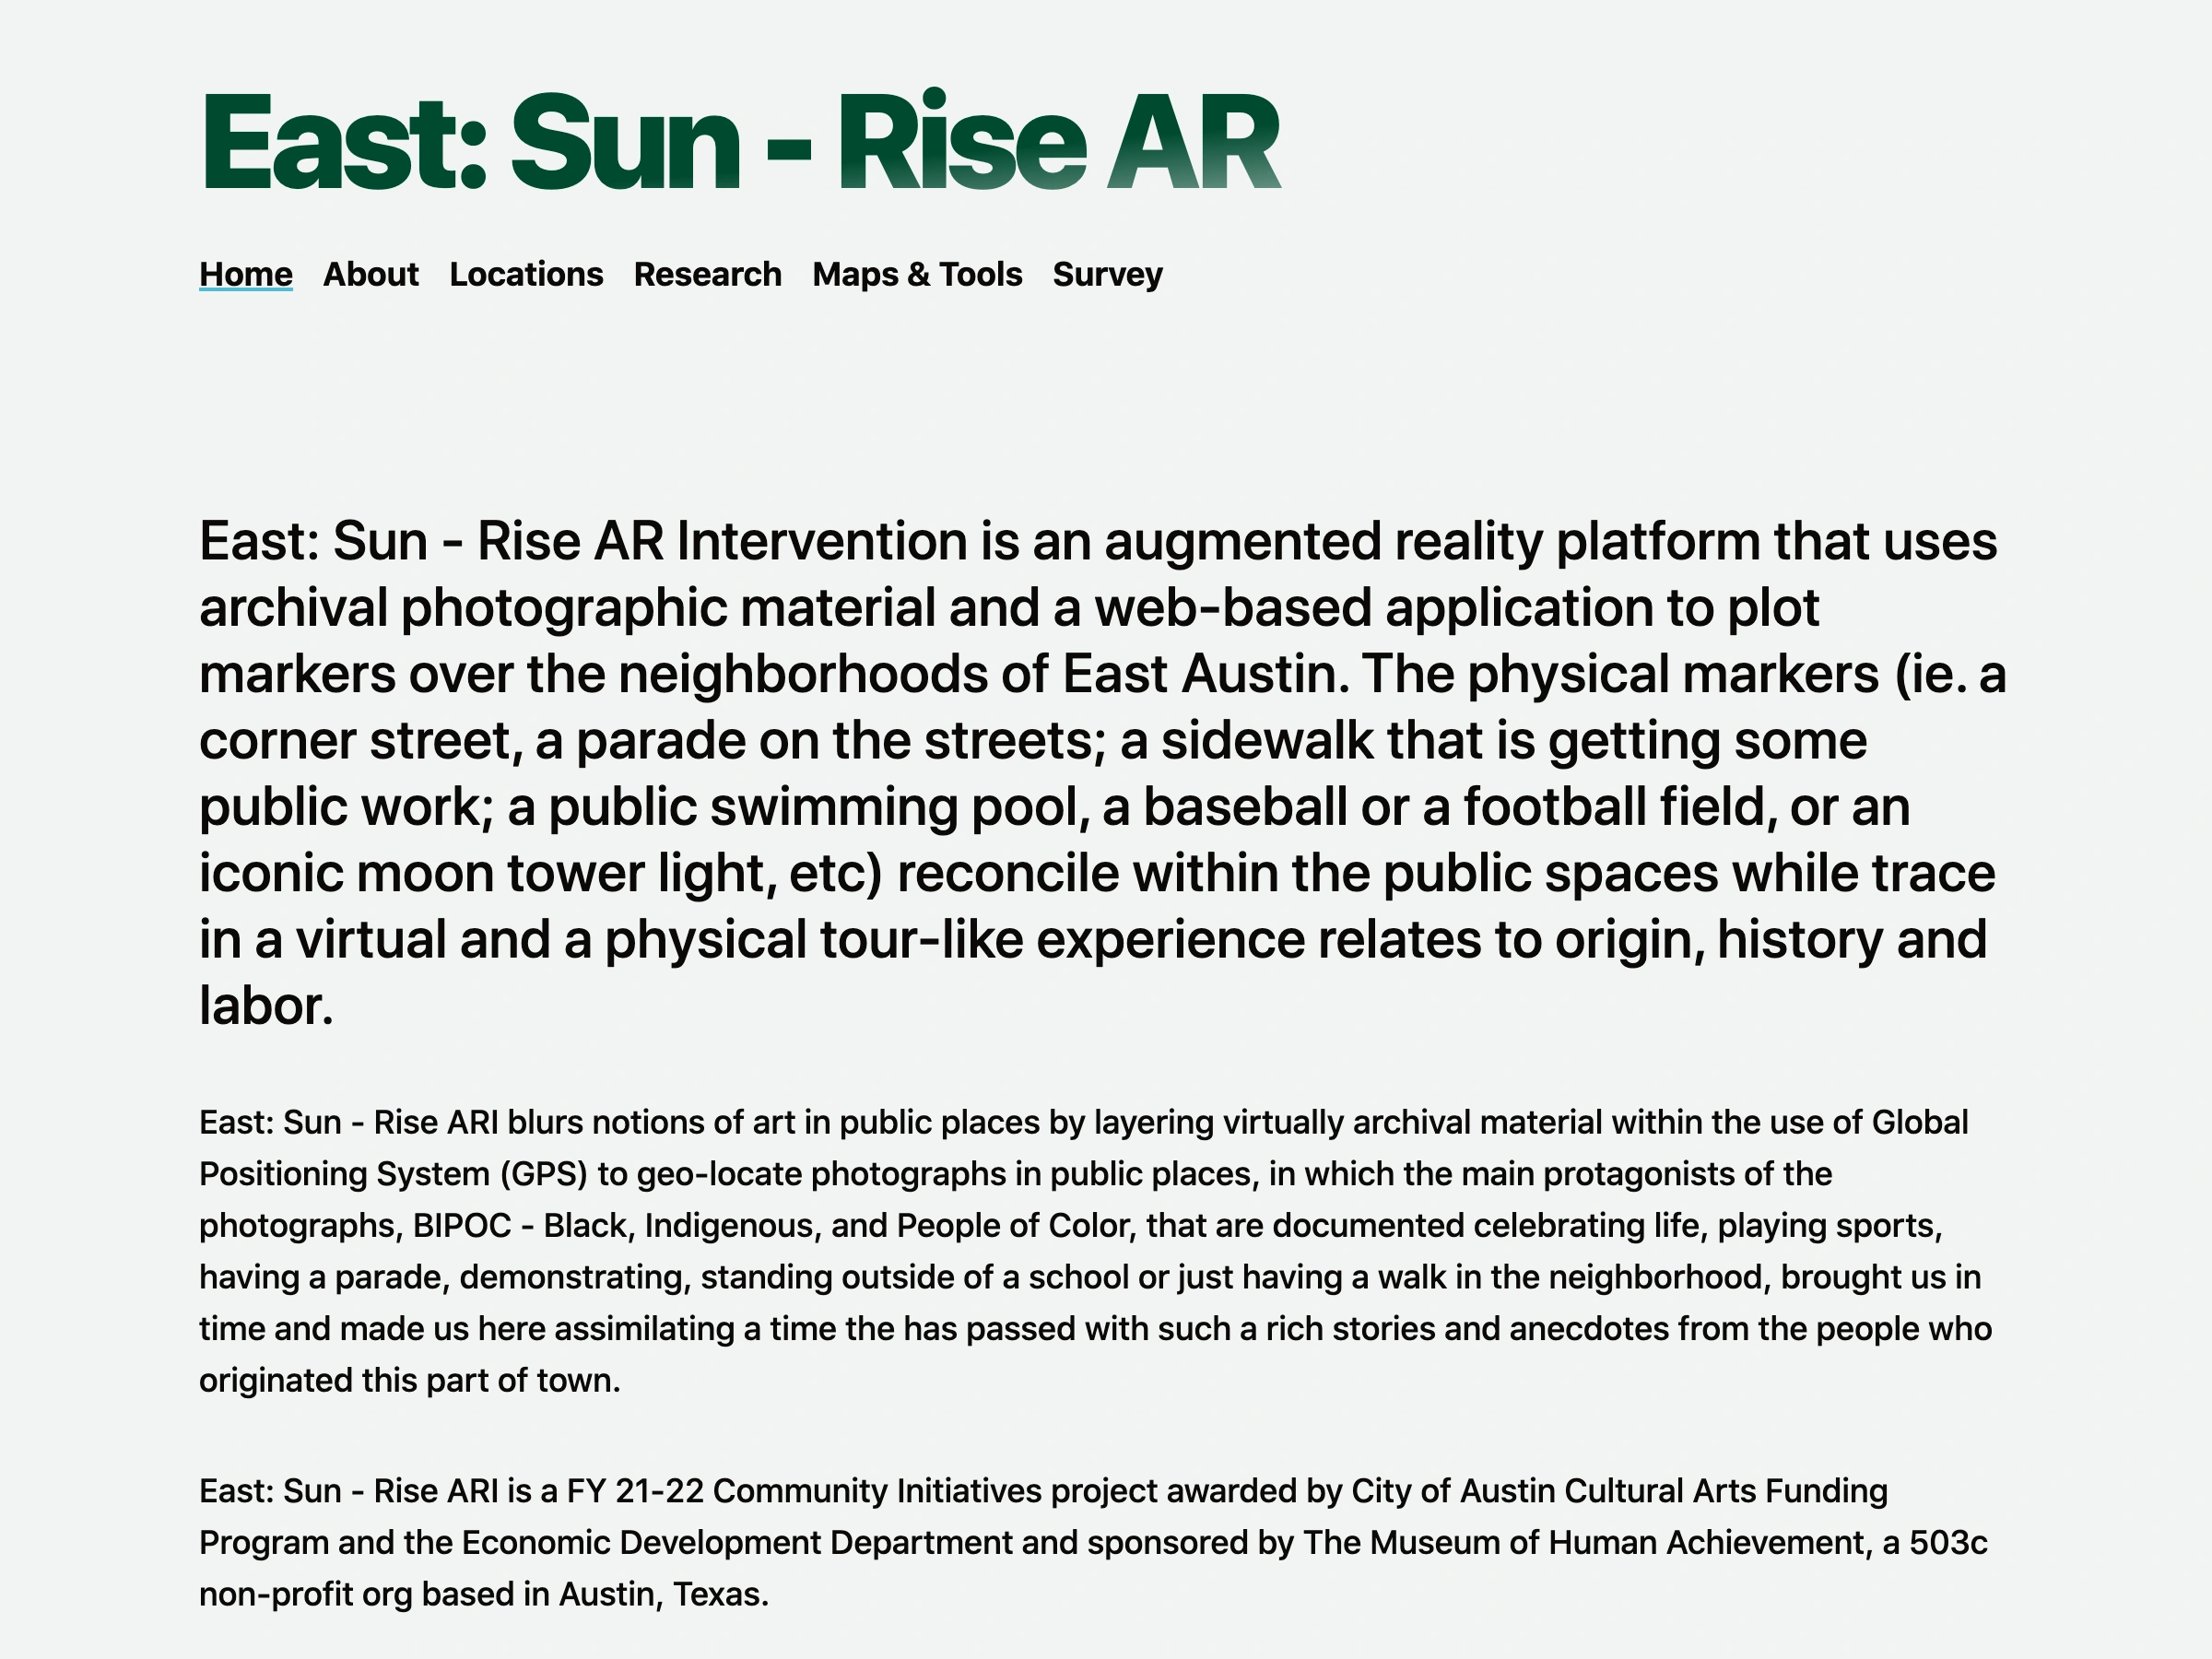 East: Sun - Rise AR
Home About Locations Research Maps & Tools Survey
East: Sun - Rise AR Intervention is an augmented reality platform that uses
archival photographic material and a web-based application to plot
markers over the neighborhoods of East Austin. The physical markers (ie. a
corner street, a parade on the streets; a sidewalk that is getting some
public work; a public swimming pool, a baseball or a football field, or an
iconic moon tower light, etc) reconcile within the public spaces while trace
in a virtual and a physical tour-like experience relates to origin, history and
labor.
East: Sun - Rise ARI blurs notions of art in public places by layering virtually archival material within the use of Global
Positioning System (GPS) to geo-locate photographs in public places, in which the main protagonists of the
photographs, BIPOC - Black, Indigenous, and People of Color, that are documented celebrating life, playing sports,
having a parade, demonstrating, standing outside of a school or just having a walk in the neighborhood, brought us in
time and made us here assimilating a time the has passed with such a rich stories and anecdotes from the people who
originated this part of town.
East: Sun - Rise ARI is a FY 21-22 Community Initiatives project awarded by City of Austin Cultural Arts Funding
Program and the Economic Development Department and sponsored by The Museum of Human Achievement, a 503c
non-profit org based in Austin, Texas.